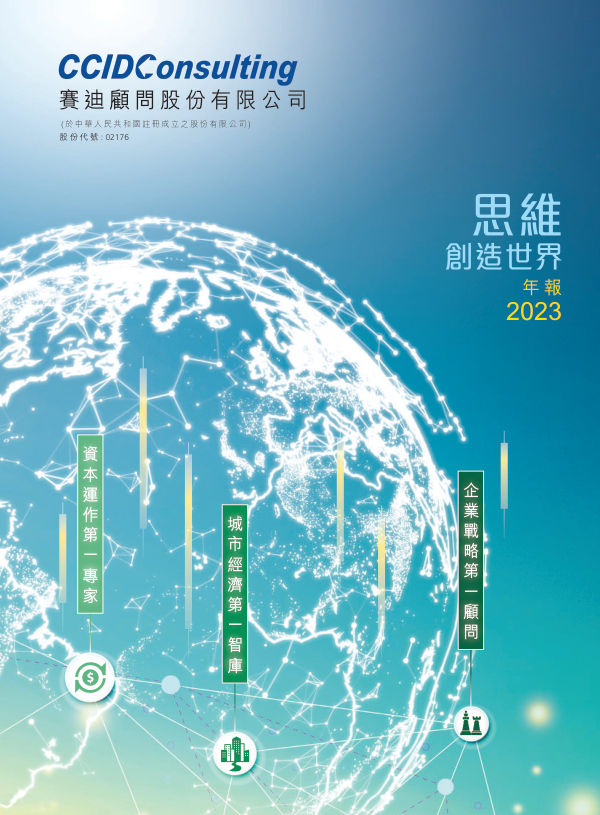 CCIDConsulting
賽迪顧問股份有限公司
(於中華人民共和國註冊成立之股份有限公司)
股份代號: 02176
思維
創造世界
年報
2023
資本運作第一專家
城市經濟第一智庫
企業戰略第一顧問
$